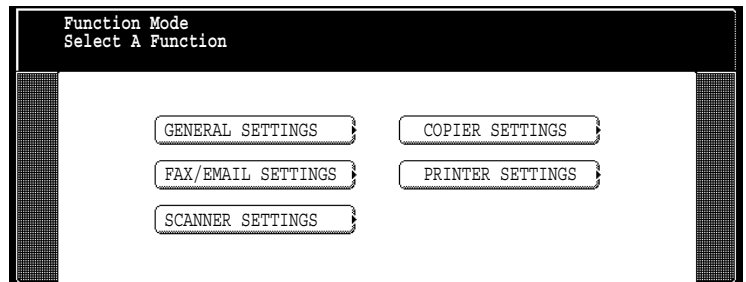 Function Mode
Select A Function
GENERAL SETTINGS
COPIER SETTINGS
FAX/EMAIL SETTINGS
PRINTER SETTINGS
SCANNER SETTINGS